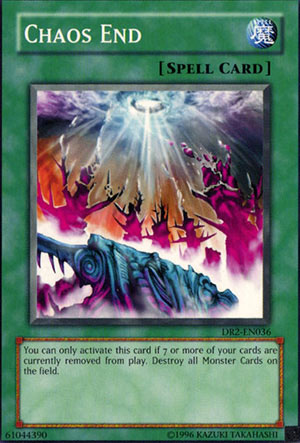 CHAOS END
魔
[SPELL CARD]
DR2-EN036
You can only activate this card if 7 or more of your cards are
currently removed from play. Destroy all Monster Cards on
the field.
61044390
©1996 KAZUKI TAKAHASHI